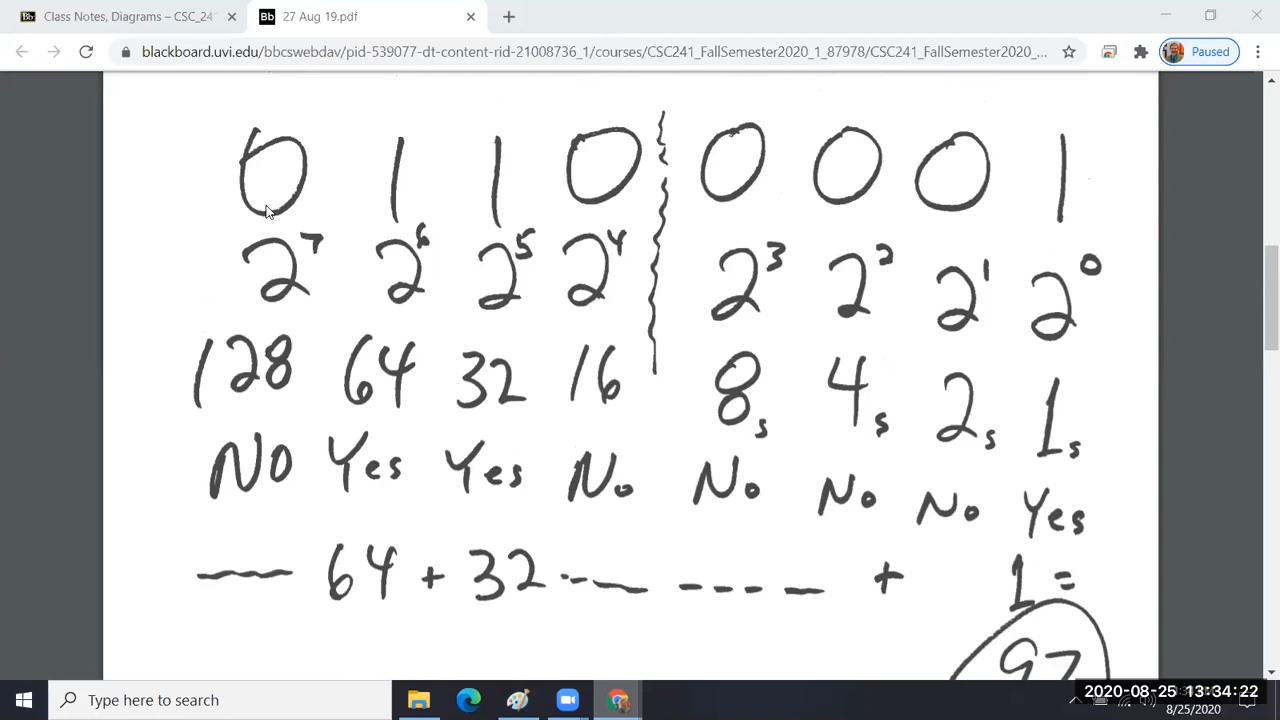 Class Notes, Diagrams – CSC_24
27 Aug 19.pdf
blackboard.uvi.edu/bbcswebdav/pid-539077-dt-content-rid-21008736_1/courses/CSC241_FallSemester2020_1_87978/CSC241_FallSemester2020_...
Paused
0 1 1 0 0 0 0 1
2⁷ 2⁶ 2⁵ 2⁴ 2³ 2² 2¹ 2⁰
128 64 32 16 8s 4s 2s 1s
NO Yes Yes No No No No Yes
64 + 32 + 1 =
97
Type here to search
2020-08-25 13:34:22
8/25/2020